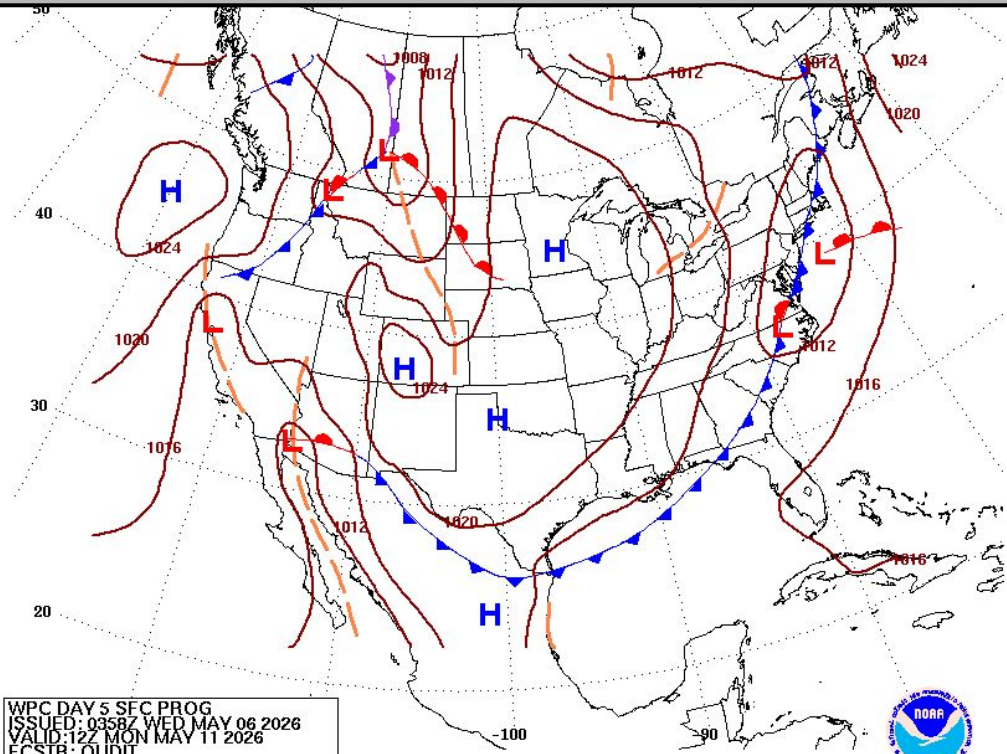 50
1008
1012
1012
1012
1024
1020
L
L
H
40
1024
H
L
L
1020
L
1012
H
1024
1016
30
H
1016
L
1012
1020
1016
20
H
-100
-90
WPC DAY 5 SFC PROG
ISSUED: 0358Z WED MAY 06 2026
VALID:12Z MON MAY 11 2026
FCSTR: OUDIT
NOAA